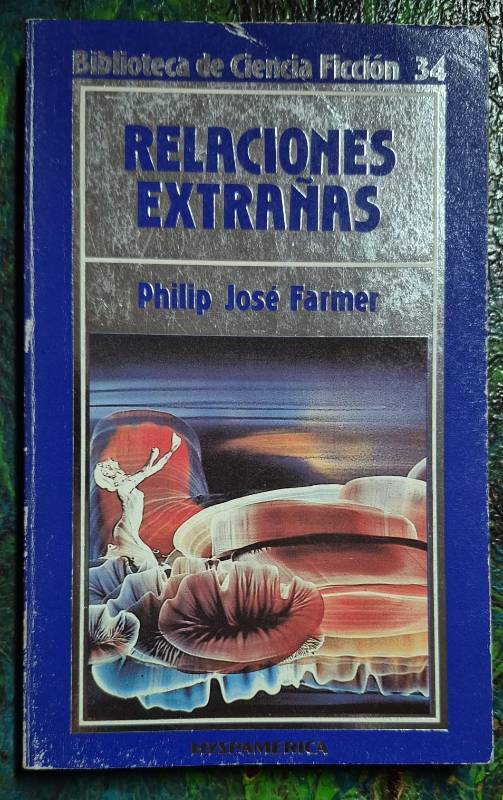 Biblioteca de Ciencia Ficción 34
RELACIONES
EXTRAÑAS
Philip José Farmer
HYSPAMERICA